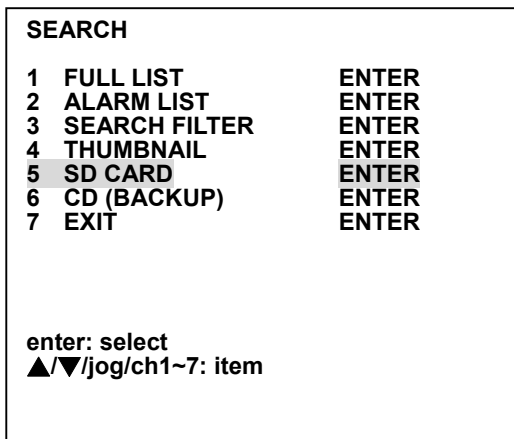 SEARCH
1 FULL LIST ENTER
2 ALARM LIST ENTER
3 SEARCH FILTER ENTER
4 THUMBNAIL ENTER
5 SD CARD ENTER
6 CD (BACKUP) ENTER
7 EXIT ENTER
enter: select
▲/▼/jog/ch1~7: item